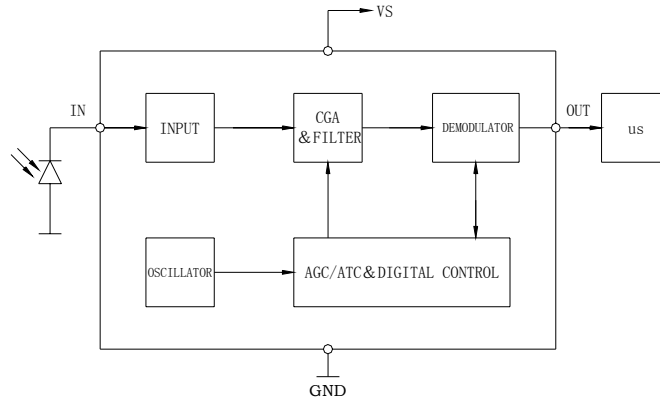 VS
IN
OUT
INPUT
CGA
&FILTER
DEMODULATOR
us
OSCILLATOR
AGC/ATC&DIGITAL CONTROL
GND